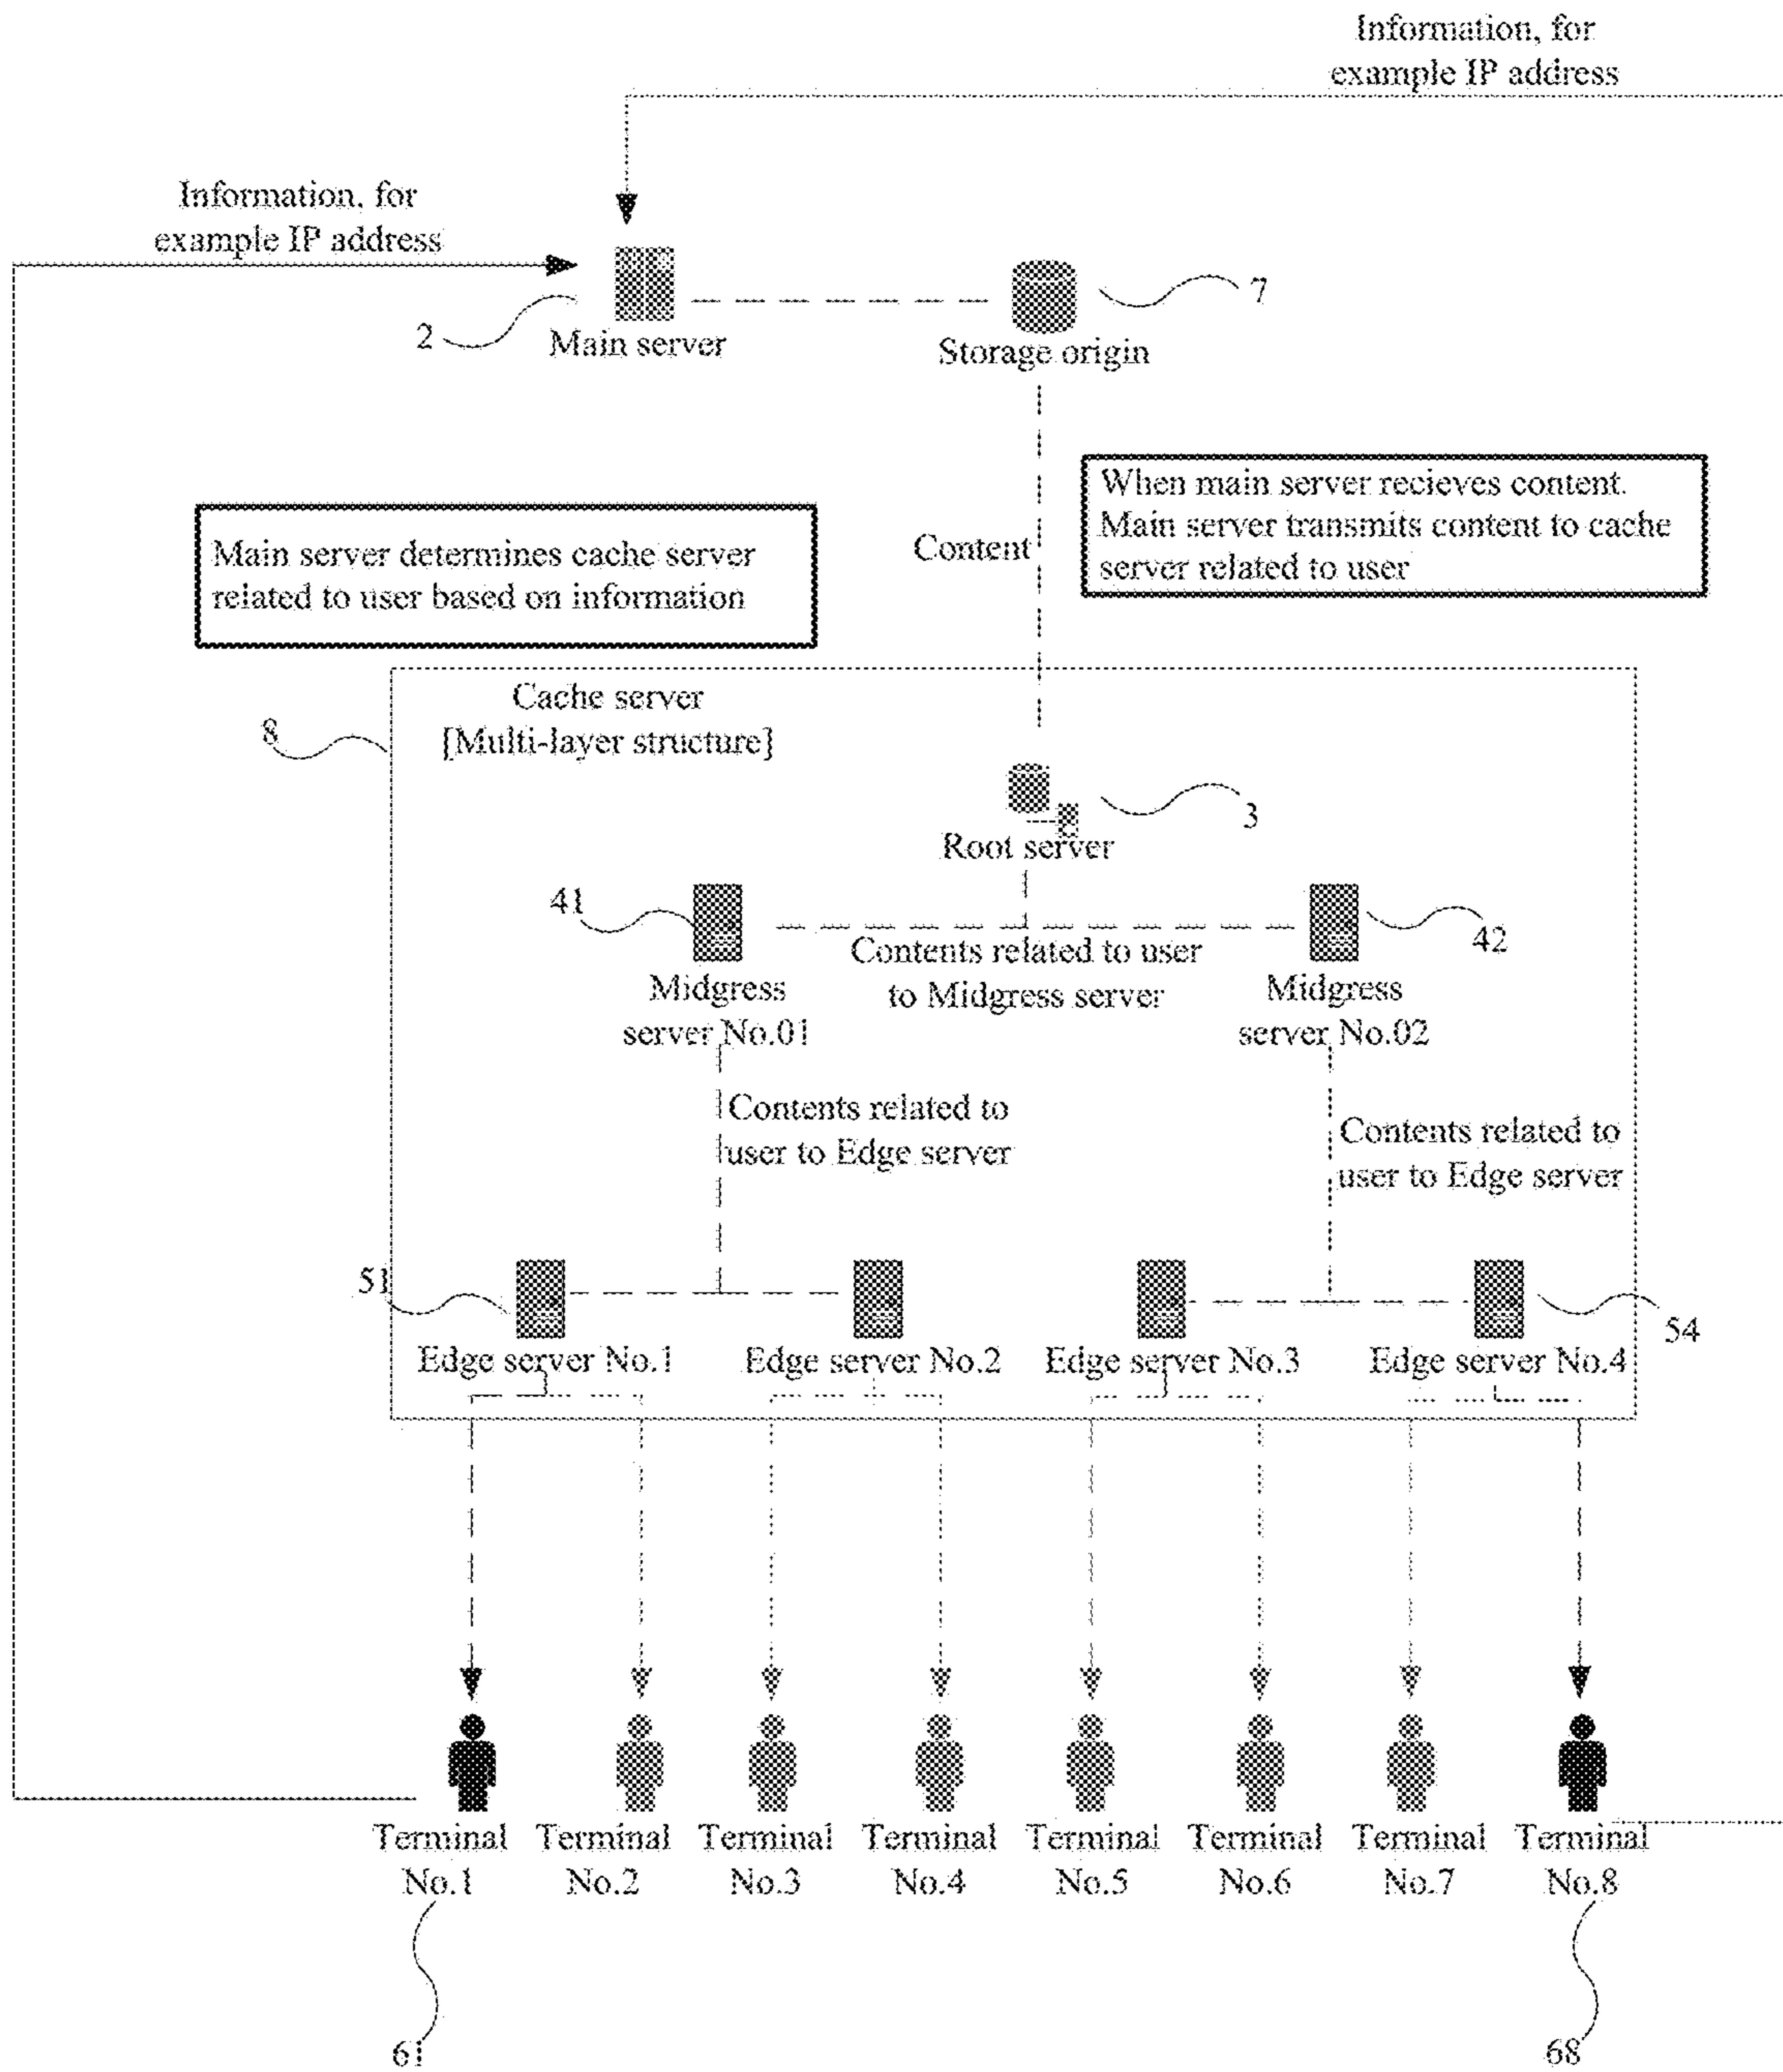 Information, for
example IP address
Information, for
example IP address
2
Main server
7
Storage origin
When main server recieves content.
Main server transmits content to cache
server related to user
Content
Main server determines cache server
related to user based on information
Cache server
[Multi-layer structure]
8
3
Root server
41
42
Contents related to user
to Midgress server
Midgress
server No.01
Midgress
server No.02
Contents related to
user to Edge server
Contents related to
user to Edge server
51
54
Edge server No.1
Edge server No.2
Edge server No.3
Edge server No.4
Terminal
No.1
Terminal
No.2
Terminal
No.3
Terminal
No.4
Terminal
No.5
Terminal
No.6
Terminal
No.7
Terminal
No.8
61
68